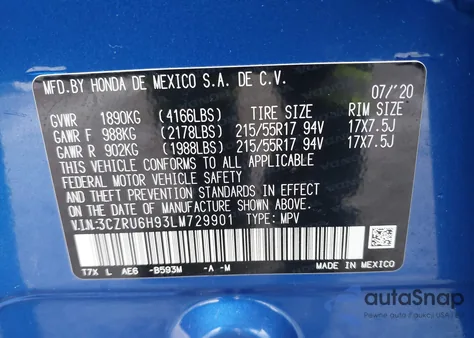 MFD.BY HONDA DE MEXICO S.A. DE C.V.
07/'20
GVWR 1890KG (4166LBS) TIRE SIZE RIM SIZE
GAWR F 988KG (2178LBS) 215/55R17 94V 17X7.5J
GAWR R 902KG (1988LBS) 215/55R17 94V 17X7.5J
THIS VEHICLE CONFORMS TO ALL APPLICABLE
FEDERAL MOTOR VEHICLE SAFETY, BUMPER,
AND THEFT PREVENTION STANDARDS IN EFFECT
ON THE DATE OF MANUFACTURE SHOWN ABOVE.
V.I.N:3CZRU6H93LM729901 TYPE: MPV
T7X L AE6 -B593M -A -M
MADE IN MEXICO
autoSnap